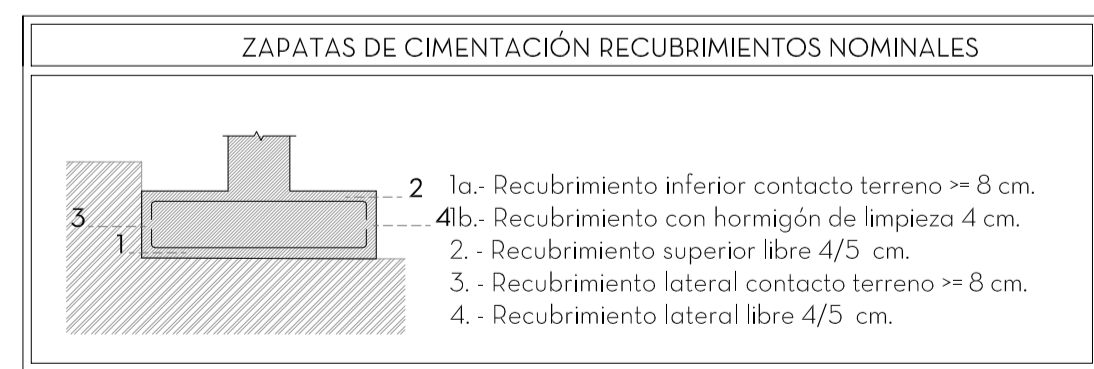 ZAPATAS DE CIMENTACIÓN RECUBRIMIENTOS NOMINALES
2
3
4
1
1a.- Recubrimiento inferior contacto terreno >= 8 cm.
1b.- Recubrimiento con hormigón de limpieza 4 cm.
2. - Recubrimiento superior libre 4/5 cm.
3. - Recubrimiento lateral contacto terreno >= 8 cm.
4. - Recubrimiento lateral libre 4/5 cm.